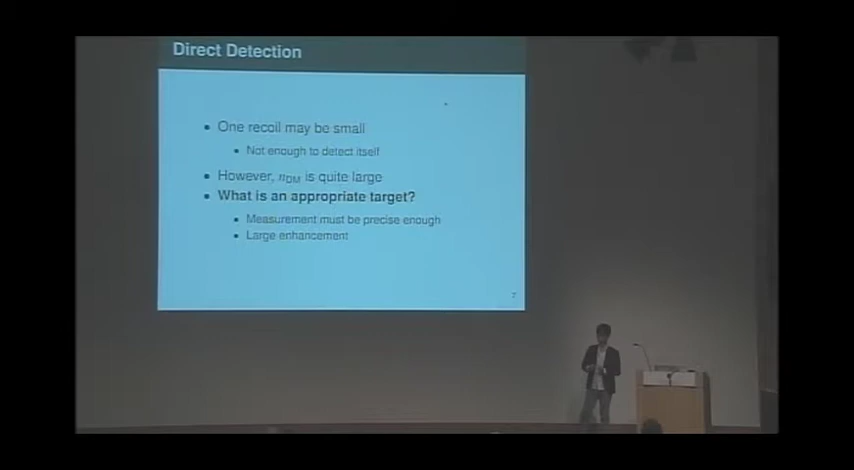 Direct Detection
• One recoil may be small
• Not enough to detect itself
• However, nDM is quite large
• What is an appropriate target?
• Measurement must be precise enough
• Large enhancement
7